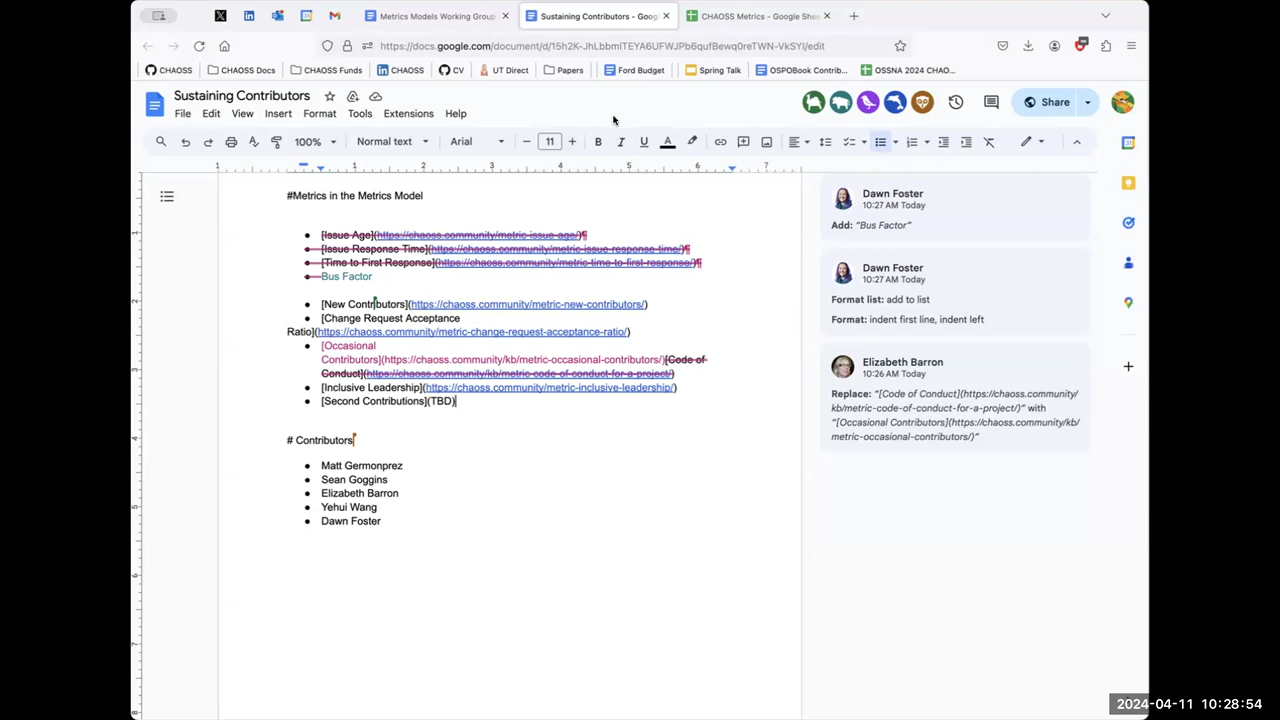 Metrics Models Working Group
Sustaining Contributors - Goog
CHAOSS Metrics - Google Shee
https://docs.google.com/document/d/15h2K-JhLbbmITEYA6UFWJPb6qufBewq0reTWN-VkSYI/edit
CHAOSS
CHAOSS Docs
CHAOSS Funds
CHAOSS
CV
UT Direct
Papers
Ford Budget
Spring Talk
OSPOBook Contrib...
OSSNA 2024 CHAO...
Sustaining Contributors
File Edit View Insert Format Tools Extensions Help
Share
100% Normal text Arial 11
1 1 2 3 4 5 6 7
#Metrics in the Metrics Model
[Issue Age](https://chaoss.community/metric-issue-age/)¶
[Issue Response Time](https://chaoss.community/metric-issue-response-time/)¶
[Time to First Response](https://chaoss.community/metric-time-to-first-response/)¶
Bus Factor
[New Contributors](https://chaoss.community/metric-new-contributors/)
[Change Request Acceptance
Ratio](https://chaoss.community/metric-change-request-acceptance-ratio/)
[Occasional
Contributors](https://chaoss.community/kb/metric-occasional-contributors/)[Code of
Conduct](https://chaoss.community/kb/metric-code-of-conduct-for-a-project/)
[Inclusive Leadership](https://chaoss.community/metric-inclusive-leadership/)
[Second Contributions](TBD)
# Contributors
Matt Germonprez
Sean Goggins
Elizabeth Barron
Yehui Wang
Dawn Foster
Dawn Foster
10:27 AM Today
Add: “Bus Factor”
Dawn Foster
10:27 AM Today
Format list: add to list
Format: indent first line, indent left
Elizabeth Barron
10:26 AM Today
Replace: “[Code of Conduct](https://chaoss.community/
kb/metric-code-of-conduct-for-a-project/)” with
“[Occasional Contributors](https://chaoss.community/kb/
metric-occasional-contributors/)”
2024-04-11 10:28:54